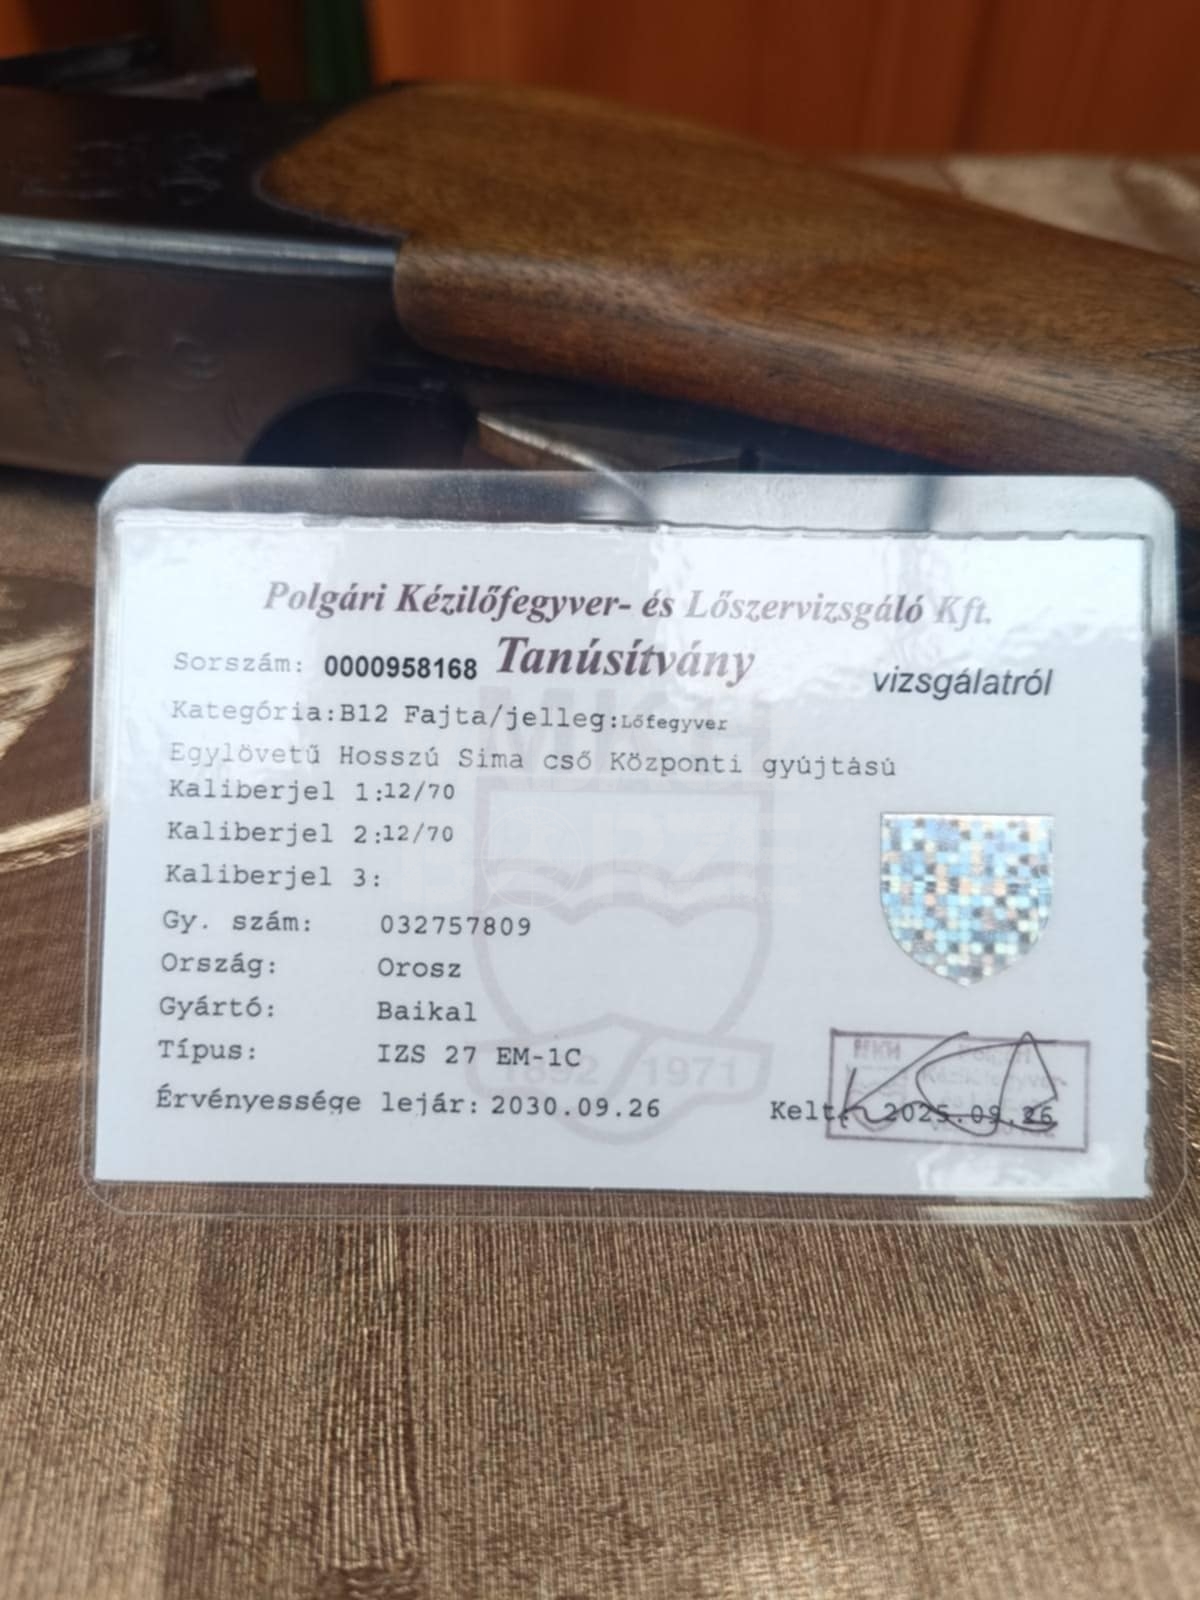 Polgári Kézilőfegyver- és Lőszervizsgáló Kft.
Sorszám: 0000958168 Tanúsítvány vizsgálatról
Kategória:B12 Fajta/jelleg:Lőfegyver
Egylövetű Hosszú Sima cső Központi gyújtású
Kaliberjel 1:12/70
Kaliberjel 2:12/70
Kaliberjel 3:
Gy. szám: 032757809
Ország: Orosz
Gyártó: Baikal
Típus: IZS 27 EM-1C
1892 1971
Érvényessége lejár: 2030.09.26 Kelt: 2025.09.26